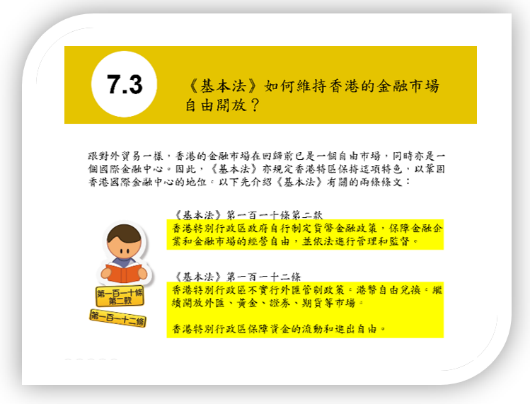 7.3
《基本法》如何維持香港的金融市場
自由開放？
跟對外貿易一樣，香港的金融市場在回歸前已是一個自由市場，同時亦是一
個國際金融中心。因此，《基本法》亦規定香港特區保持這項特色，以鞏固
香港國際金融中心的地位。以下先介紹《基本法》有關的兩條條文：
《基本法》第一百一十條第二款
香港特別行政區政府自行制定貨幣金融政策，保障金融企
業和金融市場的經營自由，並依法進行管理和監督。
《基本法》第一百一十二條
香港特別行政區不實行外匯管制政策。港幣自由兌換。繼
續開放外匯、黃金、證券、期貨等市場。
香港特別行政區保障資金的流動和進出自由。
第一百一十條
第二款
第一百一十二條